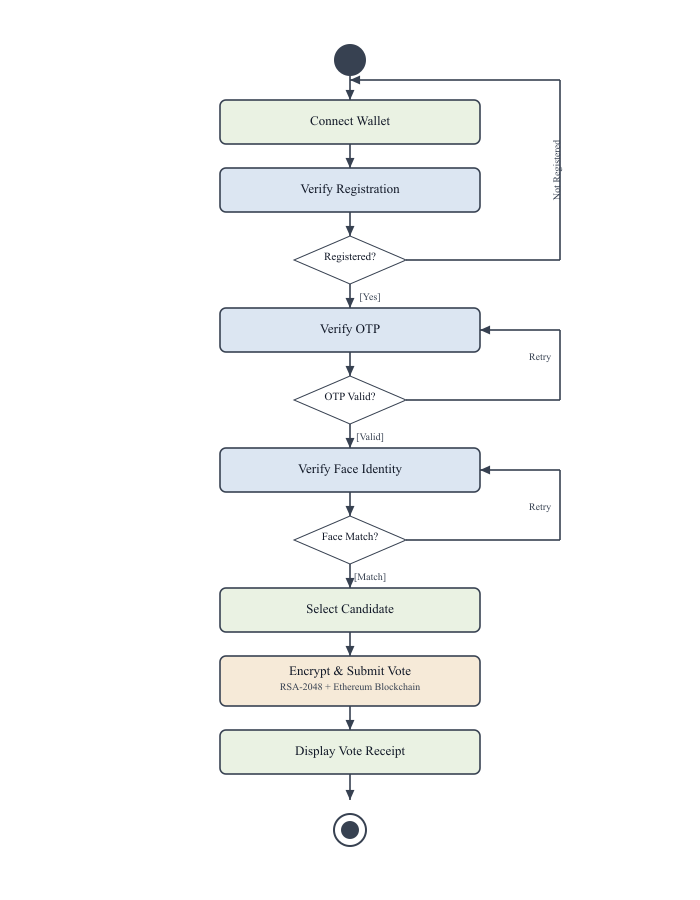 Connect Wallet
Not Registered
Verify Registration
Registered?
[Yes]
Verify OTP
Retry
OTP Valid?
[Valid]
Verify Face Identity
Retry
Face Match?
[Match]
Select Candidate
Encrypt & Submit Vote
RSA-2048 + Ethereum Blockchain
Display Vote Receipt